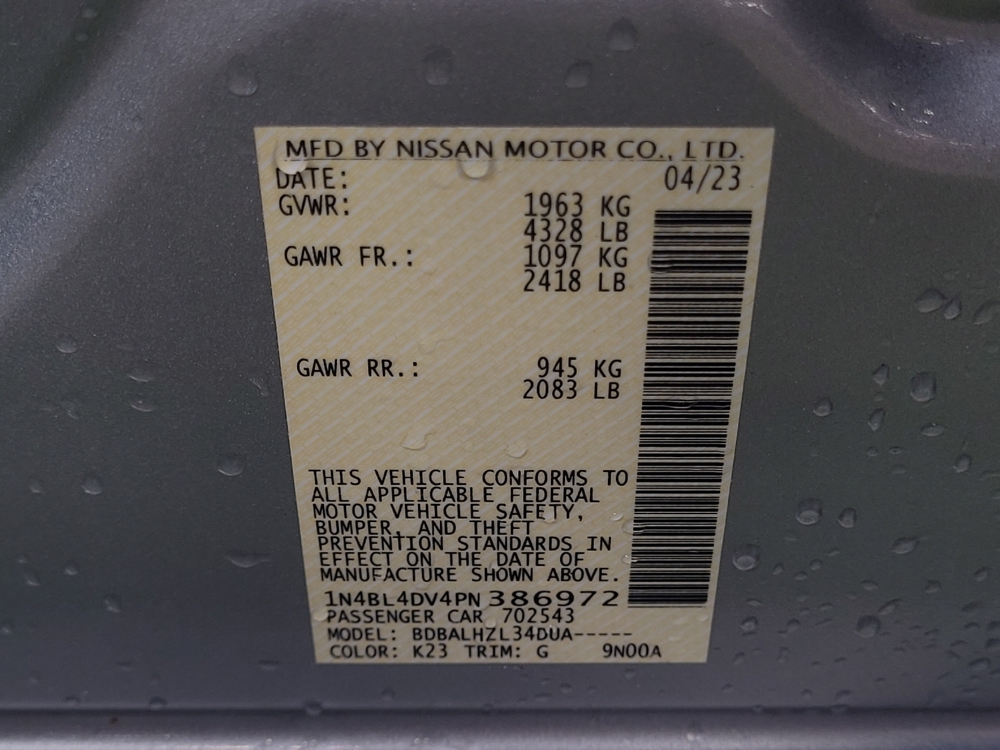 MFD BY NISSAN MOTOR CO., LTD.
DATE: 04/23
GVWR: 1963 KG
4328 LB
GAWR FR.: 1097 KG
2418 LB
GAWR RR.: 945 KG
2083 LB
THIS VEHICLE CONFORMS TO
ALL APPLICABLE FEDERAL
MOTOR VEHICLE SAFETY,
BUMPER, AND THEFT
PREVENTION STANDARDS IN
EFFECT ON THE DATE OF
MANUFACTURE SHOWN ABOVE.
1N4BL4DV4PN386972
PASSENGER CAR 702543
MODEL: BDBALHZL34DUA-----
COLOR: K23 TRIM: G 9N00A